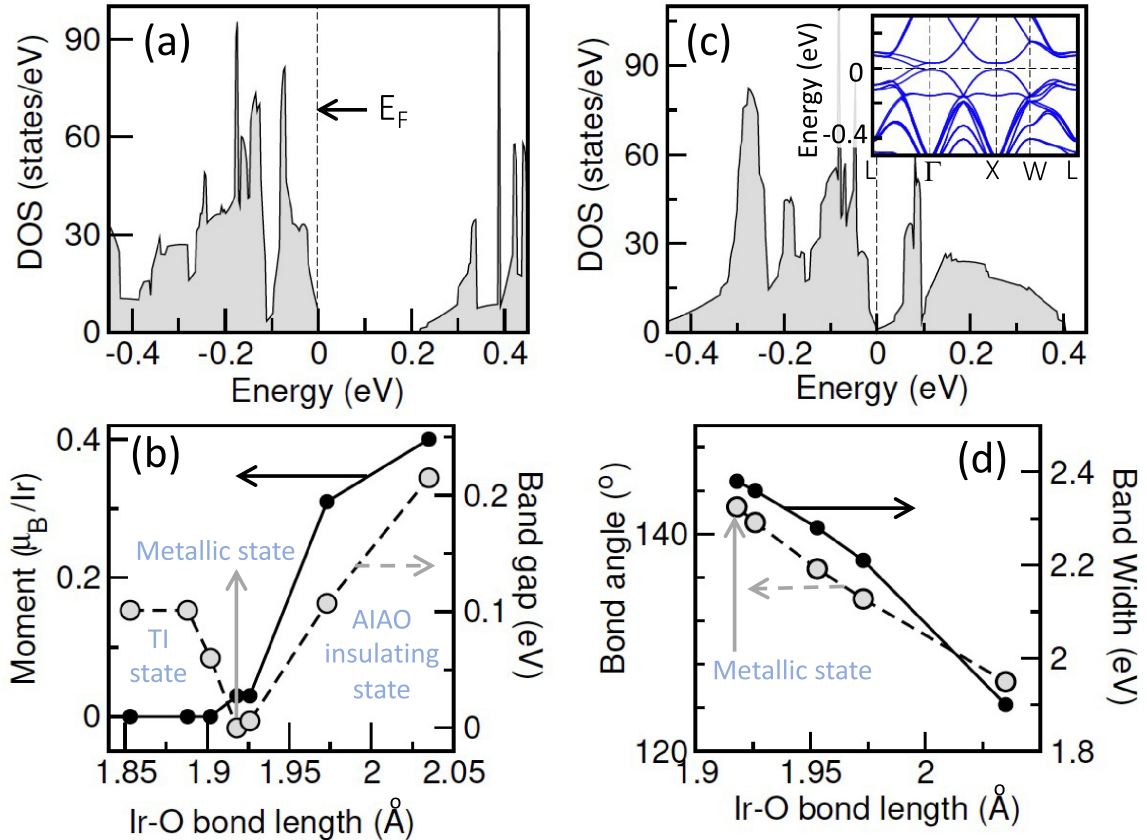 (a)
90
60
30
0
DOS (states/eV)
E_F
-0.4
-0.2
0
0.2
0.4
Energy (eV)
(c)
90
60
30
0
DOS (states/eV)
Energy (eV)
0
-0.4
L
Γ
X
W
L
-0.4
-0.2
0
0.2
0.4
Energy (eV)
(b)
0.4
0.2
0
Moment (μ_B/Ir)
Metallic state
TI
state
AIAO
insulating
state
0.2
0.1
0
Band gap (eV)
1.85
1.9
1.95
2
2.05
Ir-O bond length (Å)
(d)
140
120
Bond angle (°)
Metallic state
2.4
2.2
2
1.8
Band Width (eV)
1.9
1.95
2
Ir-O bond length (Å)